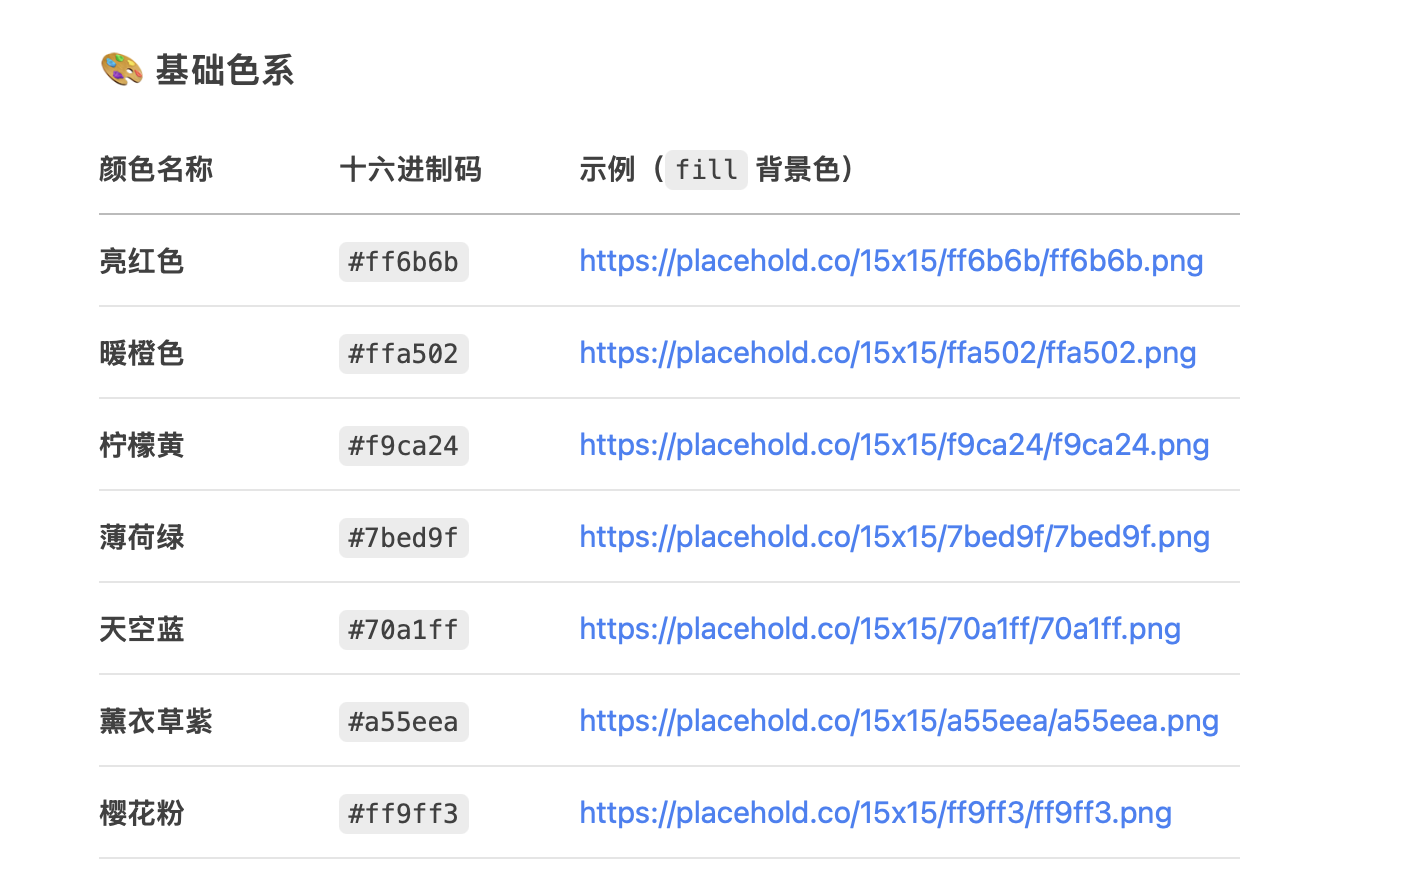 🎨 基础色系
颜色名称 十六进制码 示例（fill 背景色）
亮红色 #ff6b6b https://placehold.co/15x15/ff6b6b/ff6b6b.png
暖橙色 #ffa502 https://placehold.co/15x15/ffa502/ffa502.png
柠檬黄 #f9ca24 https://placehold.co/15x15/f9ca24/f9ca24.png
薄荷绿 #7bed9f https://placehold.co/15x15/7bed9f/7bed9f.png
天空蓝 #70a1ff https://placehold.co/15x15/70a1ff/70a1ff.png
薰衣草紫 #a55eea https://placehold.co/15x15/a55eea/a55eea.png
樱花粉 #ff9ff3 https://placehold.co/15x15/ff9ff3/ff9ff3.png